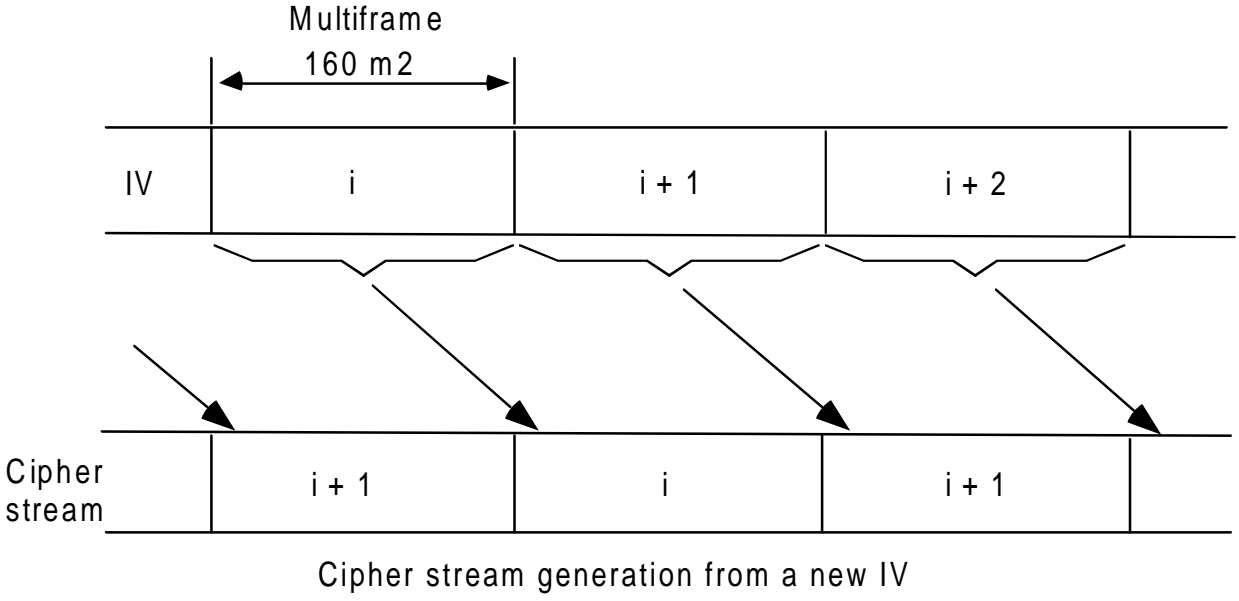 Multiframe
160 m2
IV i i + 1 i + 2
Cipher
stream
i + 1 i i + 1
Cipher stream generation from a new IV